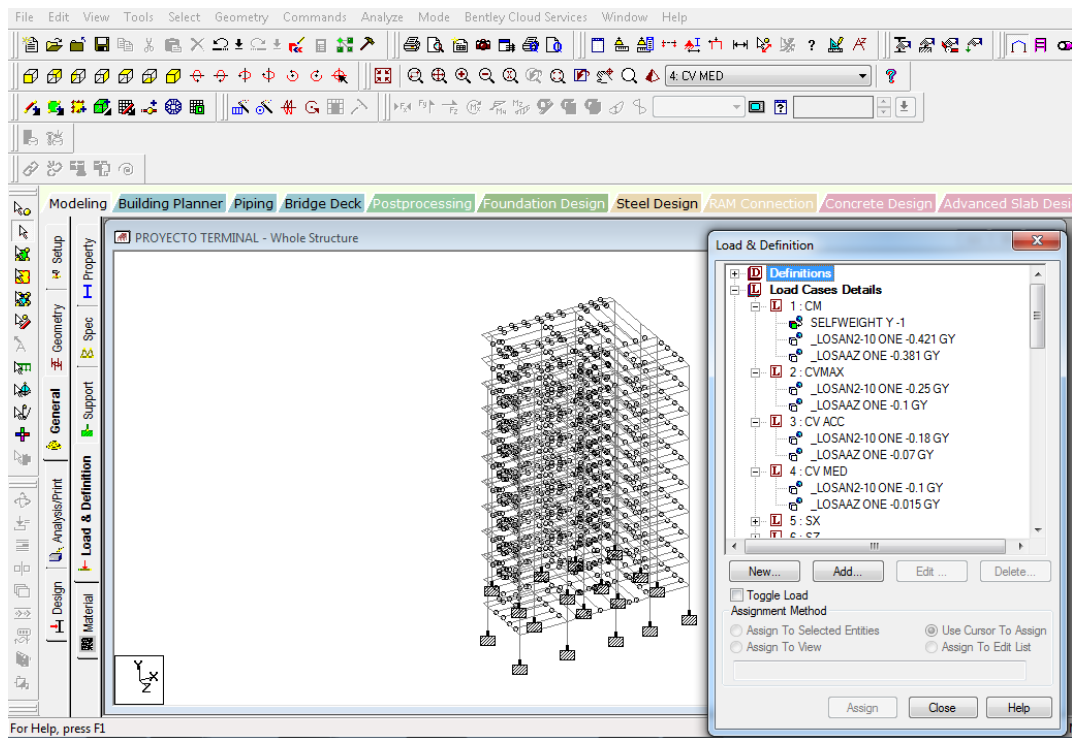 File Edit View Tools Select Geometry Commands Analyze Mode Bentley Cloud Services Window Help
4: CV MED
Modeling Building Planner Piping Bridge Deck Postprocessing Foundation Design Steel Design RAM Connection Concrete Design Advanced Slab Desi
Setup
Geometry
General
Analysis/Print
Design
Property
Spec
Support
Load & Definition
Material
PROYECTO TERMINAL - Whole Structure
Y
X
Z
Load & Definition
D Definitions
L Load Cases Details
L 1 : CM
SELFWEIGHT Y -1
_LOSAN2-10 ONE -0.421 GY
_LOSAAZ ONE -0.381 GY
L 2 : CVMAX
_LOSAN2-10 ONE -0.25 GY
_LOSAAZ ONE -0.1 GY
L 3 : CV ACC
_LOSAN2-10 ONE -0.18 GY
_LOSAAZ ONE -0.07 GY
L 4 : CV MED
_LOSAN2-10 ONE -0.1 GY
_LOSAAZ ONE -0.015 GY
L 5 : SX
L 6 : SZ
New... Add... Edit ... Delete...
Toggle Load
Assignment Method
Assign To Selected Entities Use Cursor To Assign
Assign To View Assign To Edit List
Assign Close Help
For Help, press F1